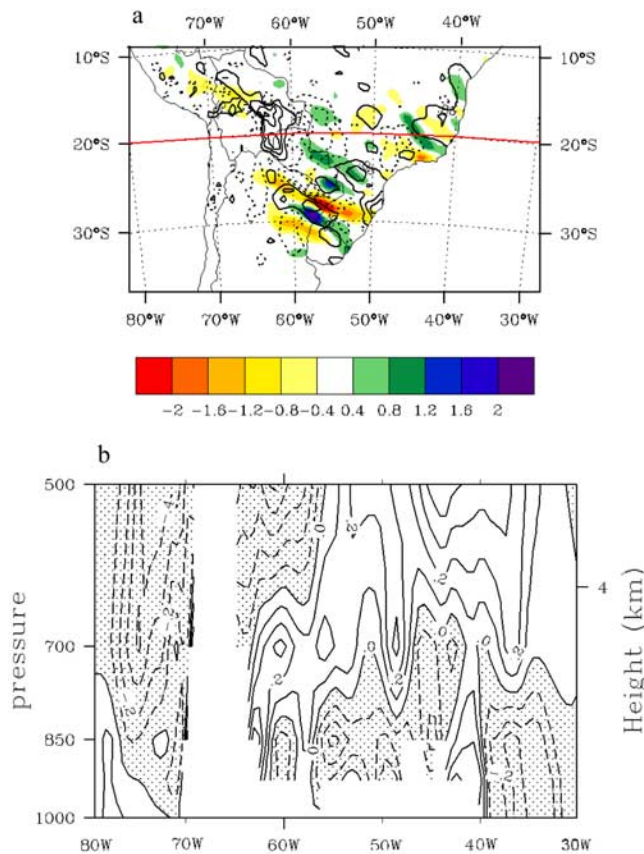 a
70°W 60°W 50°W 40°W
10°S 10°S
20°S 20°S
30°S 30°S
80°W 70°W 60°W 50°W 40°W 30°W
-2 -1.6 -1.2 -0.8 -0.4 0.4 0.8 1.2 1.6 2
b
500
700
850
1000
pressure
4
Height (km)
80W 70W 60W 50W 40W 30W